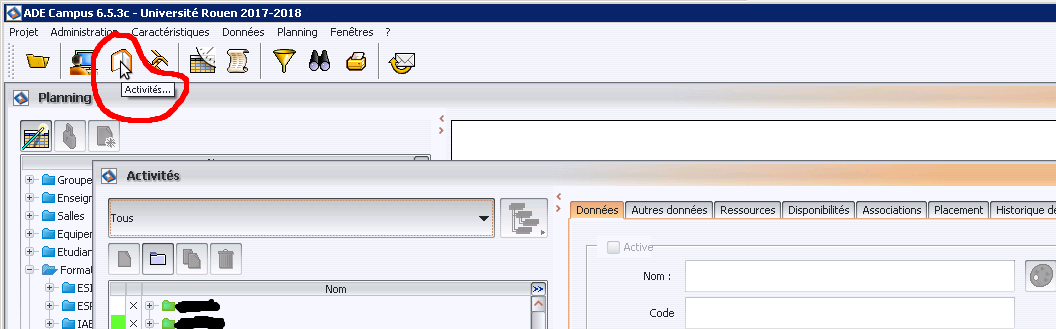 ADE Campus 6.5.3c - Université Rouen 2017-2018
Projet Administration Caractéristiques Données Planning Fenêtres ?
Activités...
Planning
Activités
Groupe
Tous
Données Autres données Ressources Disponibilités Associations Placement Historique de
Enseign
Salles
Equiper
Active
Etudiar
Format
Nom :
ESI
Nom
ESP
Code
IAE